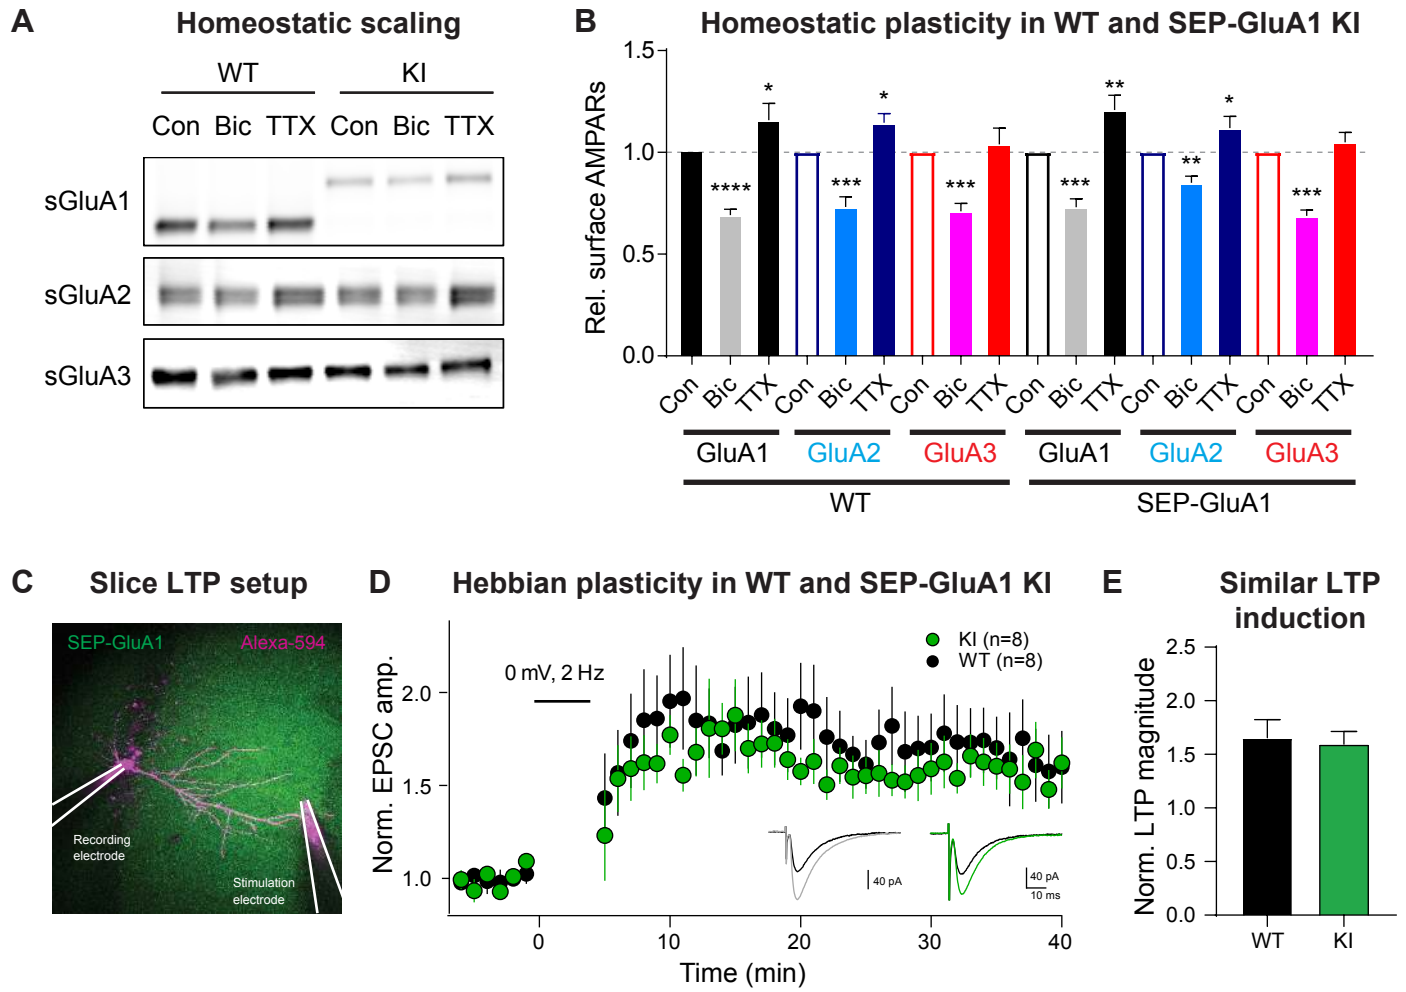 A Homeostatic scaling
WT KI
Con Bic TTX Con Bic TTX
sGluA1
sGluA2
sGluA3
B Homeostatic plasticity in WT and SEP-GluA1 KI
Rel. surface AMPARs
1.5
1.0
0.5
0.0
**** * *** * *** *** ** ** * ***
Con Bic TTX Con Bic TTX Con Bic TTX Con Bic TTX Con Bic TTX Con Bic TTX
GluA1 GluA2 GluA3 GluA1 GluA2 GluA3
WT SEP-GluA1
C Slice LTP setup
SEP-GluA1 Alexa-594
Recording
electrode
Stimulation
electrode
D Hebbian plasticity in WT and SEP-GluA1 KI
Norm. EPSC amp.
2.0
1.5
1.0
0 mV, 2 Hz
KI (n=8)
WT (n=8)
40 pA
40 pA
10 ms
0 10 20 30 40
Time (min)
E Similar LTP
induction
Norm. LTP magnitude
2.5
2.0
1.5
1.0
0.5
0.0
WT KI